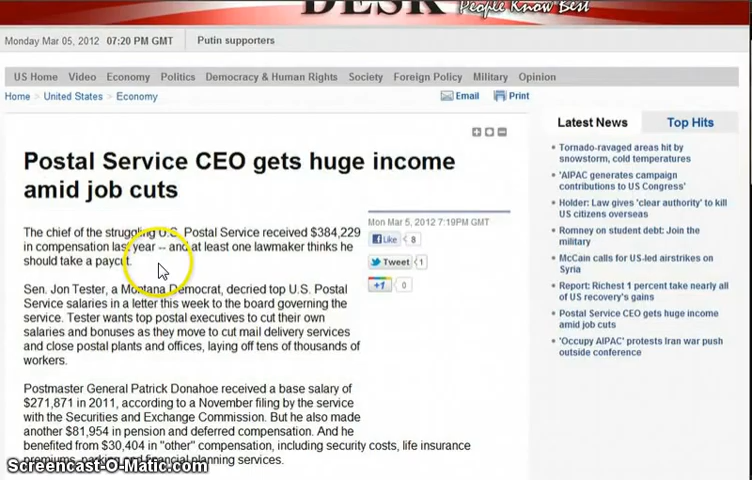 DESK People Know Best
Monday Mar 05, 2012 07:20 PM GMT
Putin supporters
US Home Video Economy Politics Democracy & Human Rights Society Foreign Policy Military Opinion
Home > United States > Economy
Email Print
Postal Service CEO gets huge income
amid job cuts
Mon Mar 5, 2012 7:19PM GMT
Like 8
Tweet 1
+1 0
The chief of the struggling U.S. Postal Service received $384,229
in compensation last year -- and at least one lawmaker thinks he
should take a paycut.
Sen. Jon Tester, a Montana Democrat, decried top U.S. Postal
Service salaries in a letter this week to the board governing the
service. Tester wants top postal executives to cut their own
salaries and bonuses as they move to cut mail delivery services
and close postal plants and offices, laying off tens of thousands of
workers.
Postmaster General Patrick Donahoe received a base salary of
$271,871 in 2011, according to a November filing by the service
with the Securities and Exchange Commission. But he also made
another $81,954 in pension and deferred compensation. And he
benefited from $30,404 in "other" compensation, including security costs, life insurance
premiums, parking and financial planning services.
Latest News Top Hits
Tornado-ravaged areas hit by
snowstorm, cold temperatures
'AIPAC generates campaign
contributions to US Congress'
Holder: Law gives 'clear authority' to kill
US citizens overseas
Romney on student debt: Join the
military
McCain calls for US-led airstrikes on
Syria
Report: Richest 1 percent take nearly all
of US recovery's gains
Postal Service CEO gets huge income
amid job cuts
'Occupy AIPAC' protests Iran war push
outside conference
Screencast-O-Matic.com